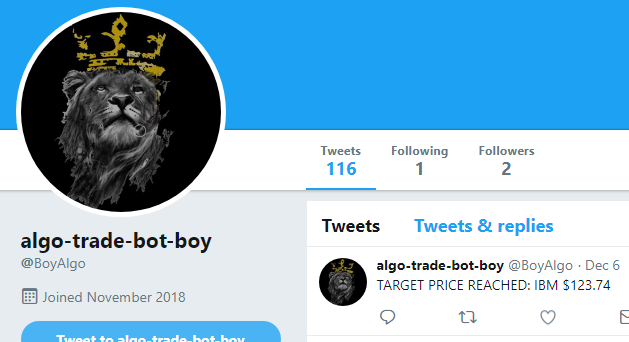 Tweets Following Followers
116 1 2
Tweets Tweets & replies
algo-trade-bot-boy
@BoyAlgo
Joined November 2018
Tweet to algo-trade-bot-boy
algo-trade-bot-boy @BoyAlgo · Dec 6
TARGET PRICE REACHED: IBM $123.74